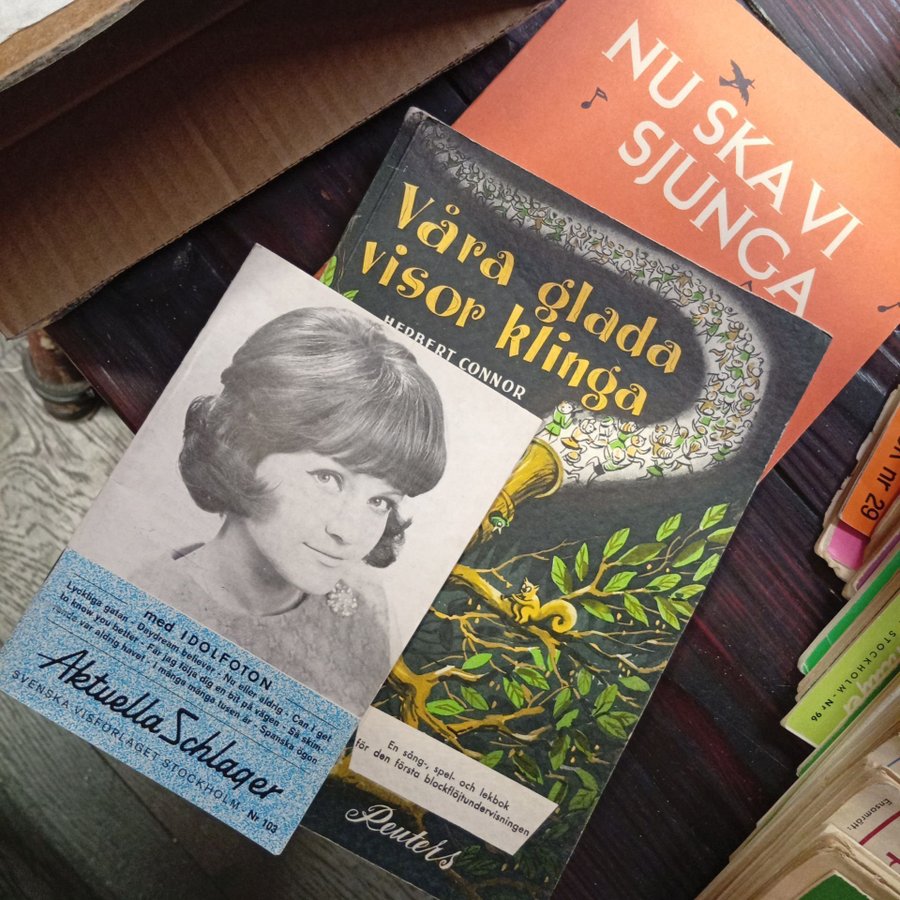 NU SKA VI
SJUNGA
Våra glada
visor klinga
HERBERT CONNOR
En sång-, spel- och lekbok
för den första blockflöjtundervisningen
Reuters
med IDOLFOTON
Lyckliga gatan - Daydream believer - Nu eller aldrig - Can I get
to know you better - Får jag följa dig en bit på vägen - Så skim-
rande var aldrig havet - I många många tusen år - Spanska ögon
Aktuella Schlager
SVENSKA VISFÖRLAGET STOCKHOLM - Nr 103
nr 29
STOCKHOLM - Nr 96
Ensamrätt: